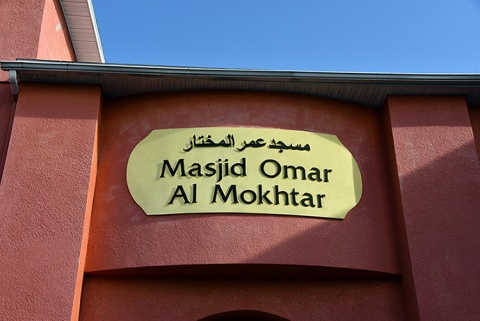 مسجد عمر المختار
Masjid Omar
Al Mokhtar